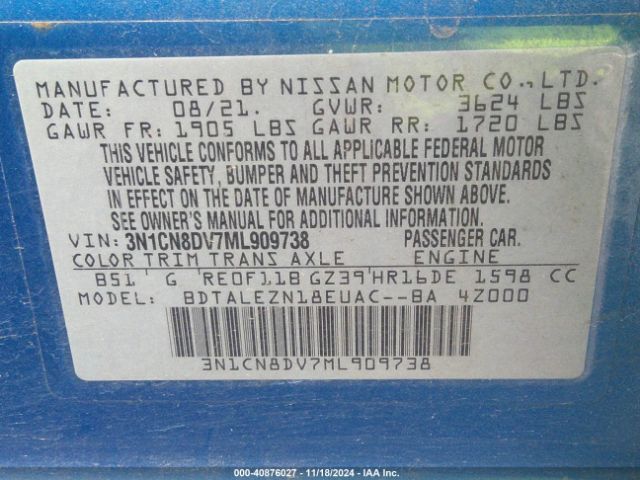 MANUFACTURED BY NISSAN MOTOR CO., LTD.
DATE: 08/21. GVWR: 3624 LBS
GAWR FR: 1905 LBS GAWR RR: 1720 LBS
THIS VEHICLE CONFORMS TO ALL APPLICABLE FEDERAL MOTOR
VEHICLE SAFETY, BUMPER AND THEFT PREVENTION STANDARDS
IN EFFECT ON THE DATE OF MANUFACTURE SHOWN ABOVE.
SEE OWNER'S MANUAL FOR ADDITIONAL INFORMATION.
VIN: 3N1CN8DV7ML909738 PASSENGER CAR.
COLOR TRIM TRANS AXLE ENGINE
B51 G RE0F11B GZ39 HR16DE 1598 CC
MODEL: BDTALEZN18EUAC--BA 4Z000
3N1CN8DV7ML909738
000-40876027 - 11/18/2024 - IAA Inc.